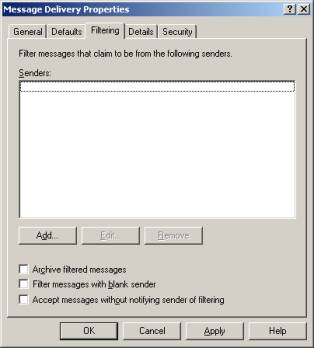 Message Delivery Properties
General Defaults Filtering Details Security
Filter messages that claim to be from the following senders.
Senders:
Add... Edit... Remove
Archive filtered messages
Filter messages with blank sender
Accept messages without notifying sender of filtering
OK Cancel Apply Help